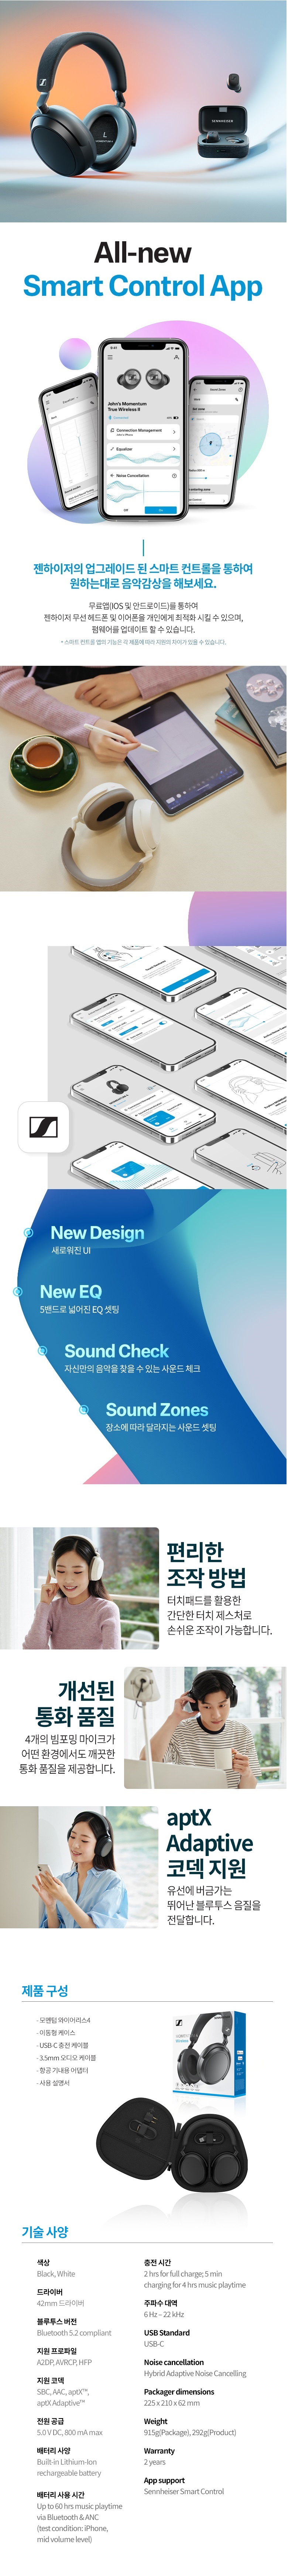 SENNHEISER
All-new
Smart Control App
John's Momentum
True Wireless II
Connection Management
Equalizer
Noise Cancellation
젠하이저의 업그레이드 된 스마트 컨트롤을 통하여
원하는대로 음악감상을 해보세요.
무료앱(IOS 및 안드로이드)를 통하여
젠하이저 무선 헤드폰 및 이어폰을 개인에게 최적화 시킬 수 있으며,
펌웨어를 업데이트 할 수 있습니다.
* 스마트 컨트롤 앱의 기능은 각 제품에 따라 지원의 차이가 있을 수 있습니다.
New Design
새로워진 UI
New EQ
5밴드로 넓어진 EQ 셋팅
Sound Check
자신만의 음악을 찾을 수 있는 사운드 체크
Sound Zones
장소에 따라 달라지는 사운드 셋팅
편리한
조작 방법
터치패드를 활용한
간단한 터치 제스처로
손쉬운 조작이 가능합니다.
개선된
통화 품질
4개의 빔포밍 마이크가
어떤 환경에서도 깨끗한
통화 품질을 제공합니다.
aptX
Adaptive
코덱 지원
유선에 버금가는
뛰어난 블루투스 음질을
전달합니다.
제품 구성
- 모멘텀 와이어리스4
- 이동형 케이스
- USB-C 충전 케이블
- 3.5mm 오디오 케이블
- 항공 기내용 어댑터
- 사용 설명서
기술 사양
색상
Black, White
드라이버
42mm 드라이버
블루투스 버전
Bluetooth 5.2 compliant
지원 프로파일
A2DP, AVRCP, HFP
지원 코덱
SBC, AAC, aptX™,
aptX Adaptive™
전원 공급
5.0 V DC, 800 mA max
배터리 사양
Built-in Lithium-Ion
rechargeable battery
배터리 사용 시간
Up to 60 hrs music playtime
via Bluetooth & ANC
(test condition: iPhone,
mid volume level)
충전 시간
2 hrs for full charge; 5 min
charging for 4 hrs music playtime
주파수 대역
6 Hz – 22 kHz
USB Standard
USB-C
Noise cancellation
Hybrid Adaptive Noise Cancelling
Packager dimensions
225 x 210 x 62 mm
Weight
915g(Package), 292g(Product)
Warranty
2 years
App support
Sennheiser Smart Control